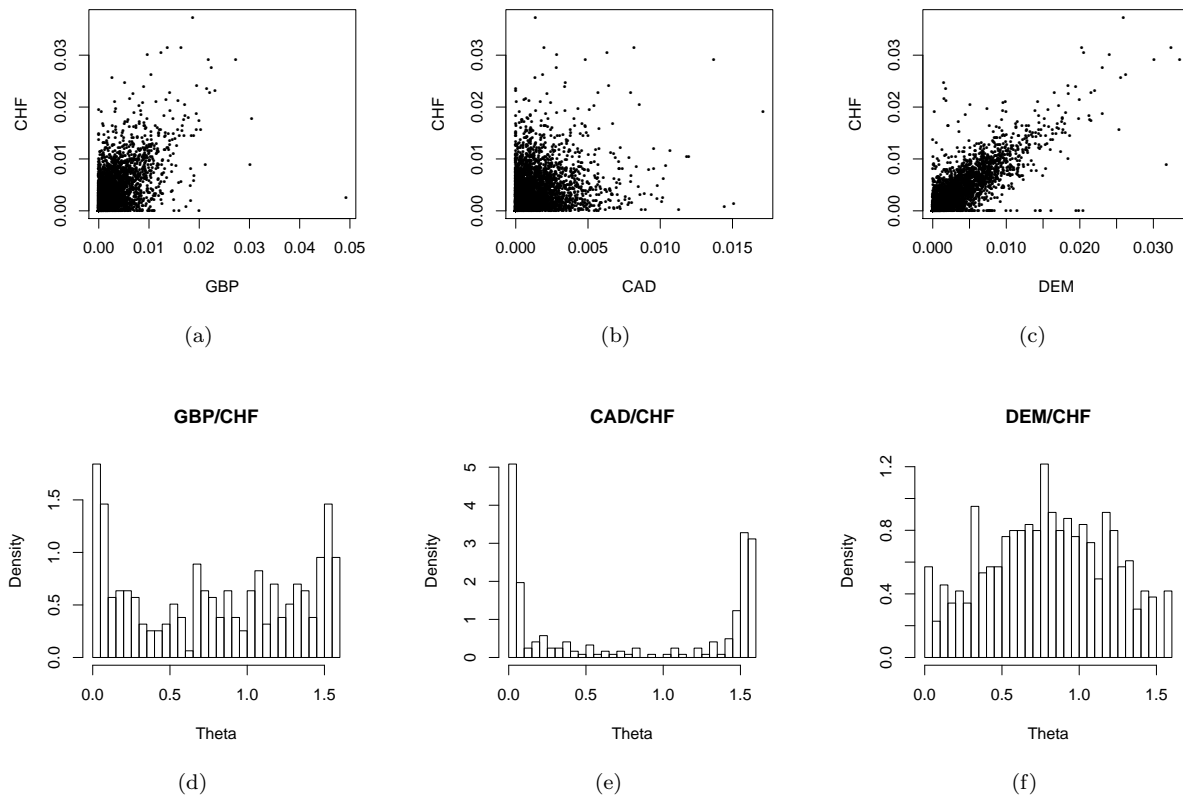 CHF
0.00 0.01 0.02 0.03
0.00 0.01 0.02 0.03 0.04 0.05
GBP
(a)
CHF
0.00 0.01 0.02 0.03
0.000 0.005 0.010 0.015
CAD
(b)
CHF
0.00 0.01 0.02 0.03
0.000 0.010 0.020 0.030
DEM
(c)
GBP/CHF
Density
0.0 0.5 1.0 1.5
0.0 0.5 1.0 1.5
Theta
(d)
CAD/CHF
Density
0 1 2 3 4 5
0.0 0.5 1.0 1.5
Theta
(e)
DEM/CHF
Density
0.0 0.4 0.8 1.2
0.0 0.5 1.0 1.5
Theta
(f)